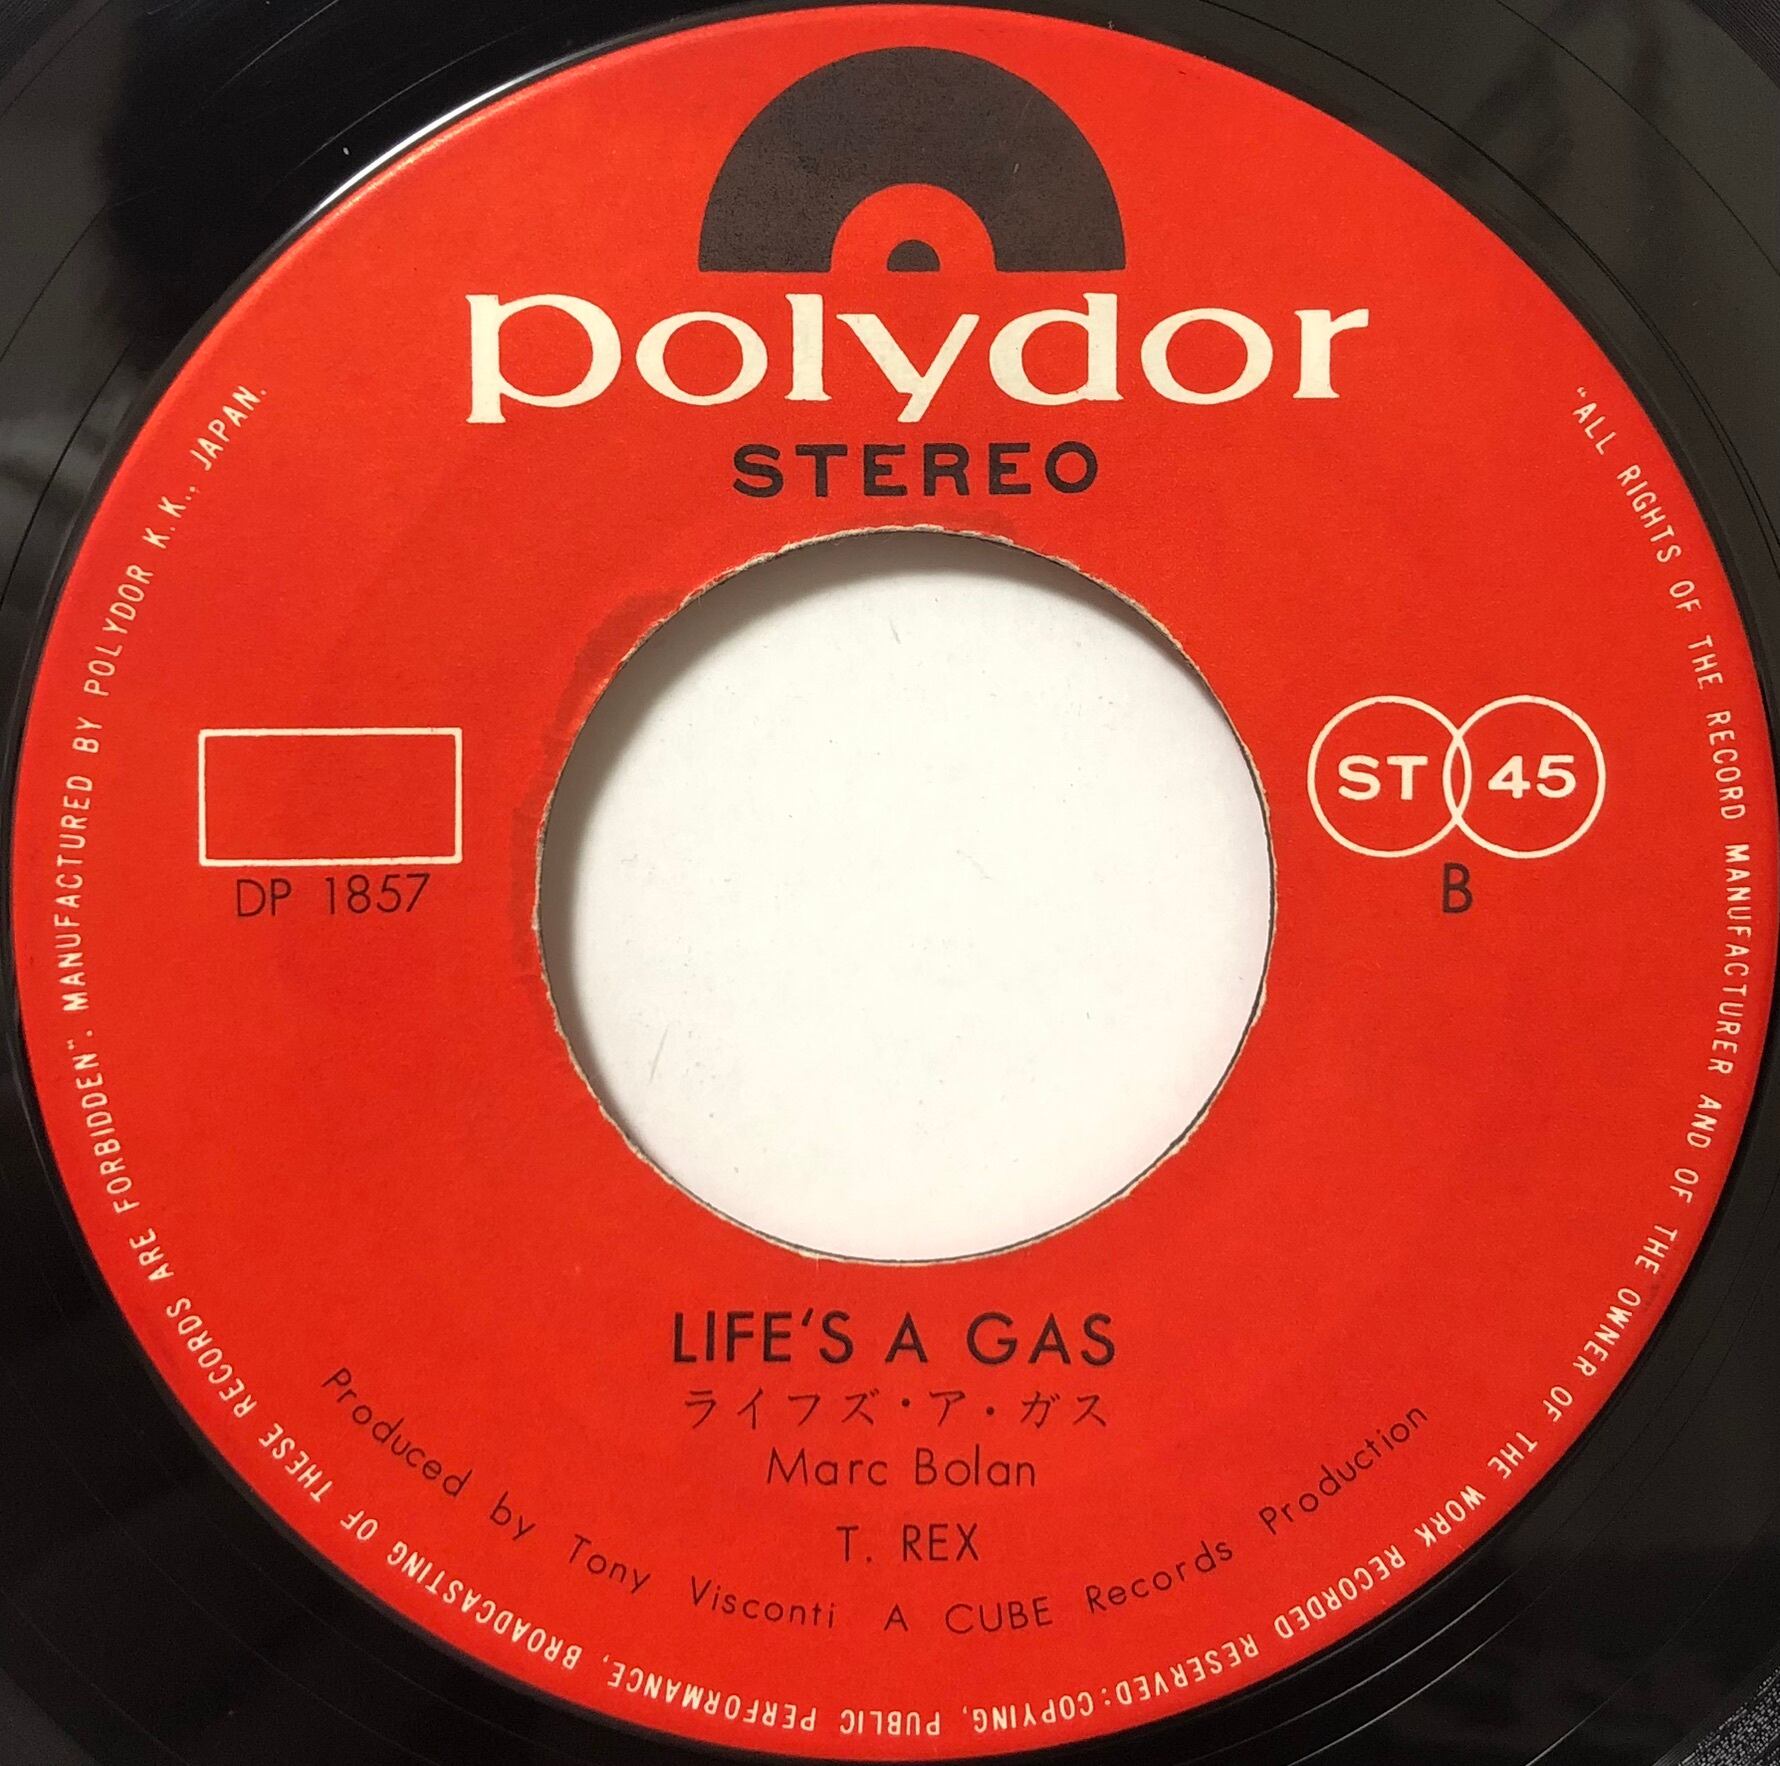 polydor
STEREO
ST 45
DP 1857
B
LIFE'S A GAS
ライフズ・ア・ガス
Marc Bolan
T. REX
Produced by Tony Visconti A CUBE Records Production
"ALL RIGHTS OF THE RECORD MANUFACTURER AND OF THE OWNER OF THE WORK RECORDED RESERVED: COPYING, PUBLIC PERFORMANCE, BROADCASTING OF THESE RECORDS ARE FORBIDDEN". MANUFACTURED BY POLYDOR K.K., JAPAN.